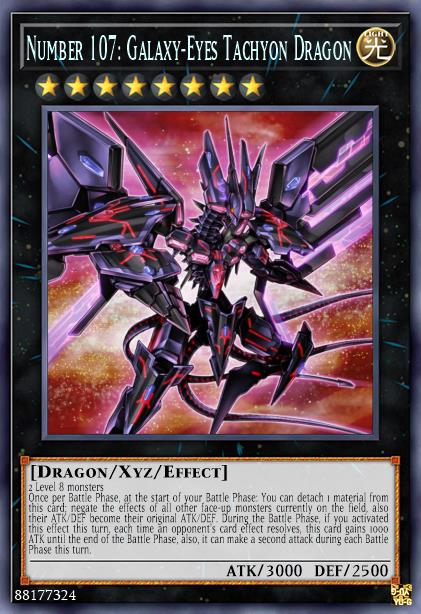 NUMBER 107: GALAXY-EYES TACHYON DRAGON
LIGHT
光
[DRAGON/XYZ/EFFECT]
2 Level 8 monsters
Once per Battle Phase, at the start of your Battle Phase: You can detach 1 material from
this card; negate the effects of all other face-up monsters currently on the field, also
their ATK/DEF become their original ATK/DEF. During the Battle Phase, if you activated
this effect this turn, each time an opponent's card effect resolves, this card gains 1000
ATK until the end of the Battle Phase, also, it can make a second attack during each Battle
Phase this turn.
ATK/3000 DEF/2500
88177324